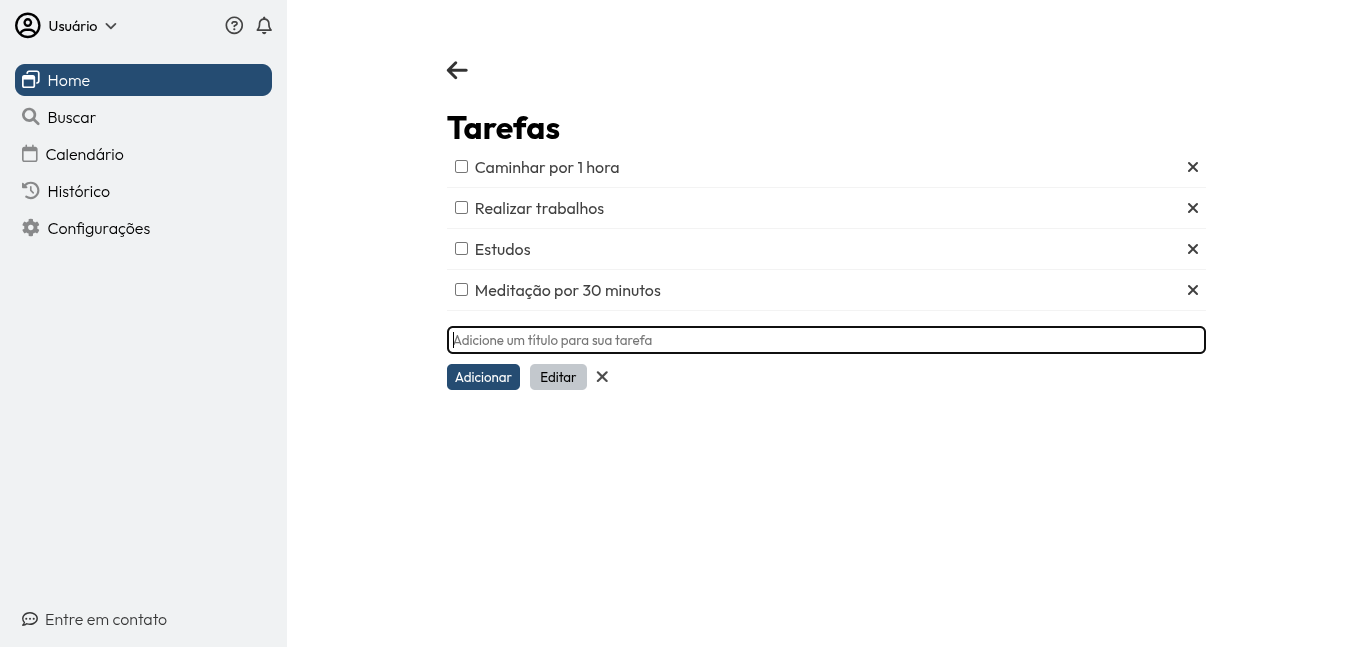 Usuário
Home
Buscar
Calendário
Histórico
Configurações
Entre em contato
Tarefas
Caminhar por 1 hora
Realizar trabalhos
Estudos
Meditação por 30 minutos
Adicione um título para sua tarefa
Adicionar Editar